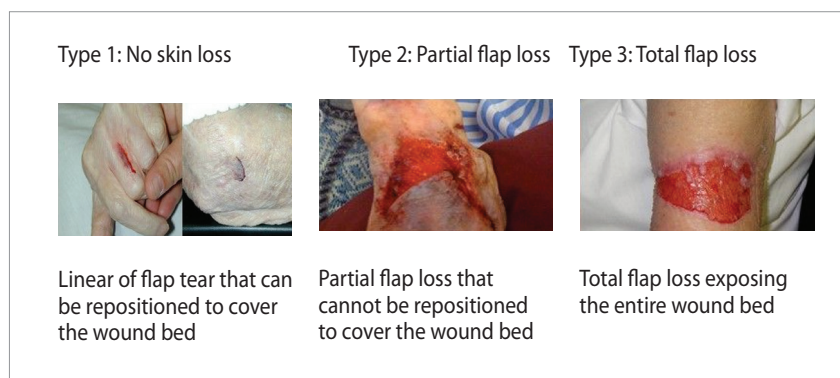 Type 1: No skin loss
Type 2: Partial flap loss
Type 3: Total flap loss
Linear of flap tear that can
be repositioned to cover
the wound bed
Partial flap loss that
cannot be repositioned
to cover the wound bed
Total flap loss exposing
the entire wound bed